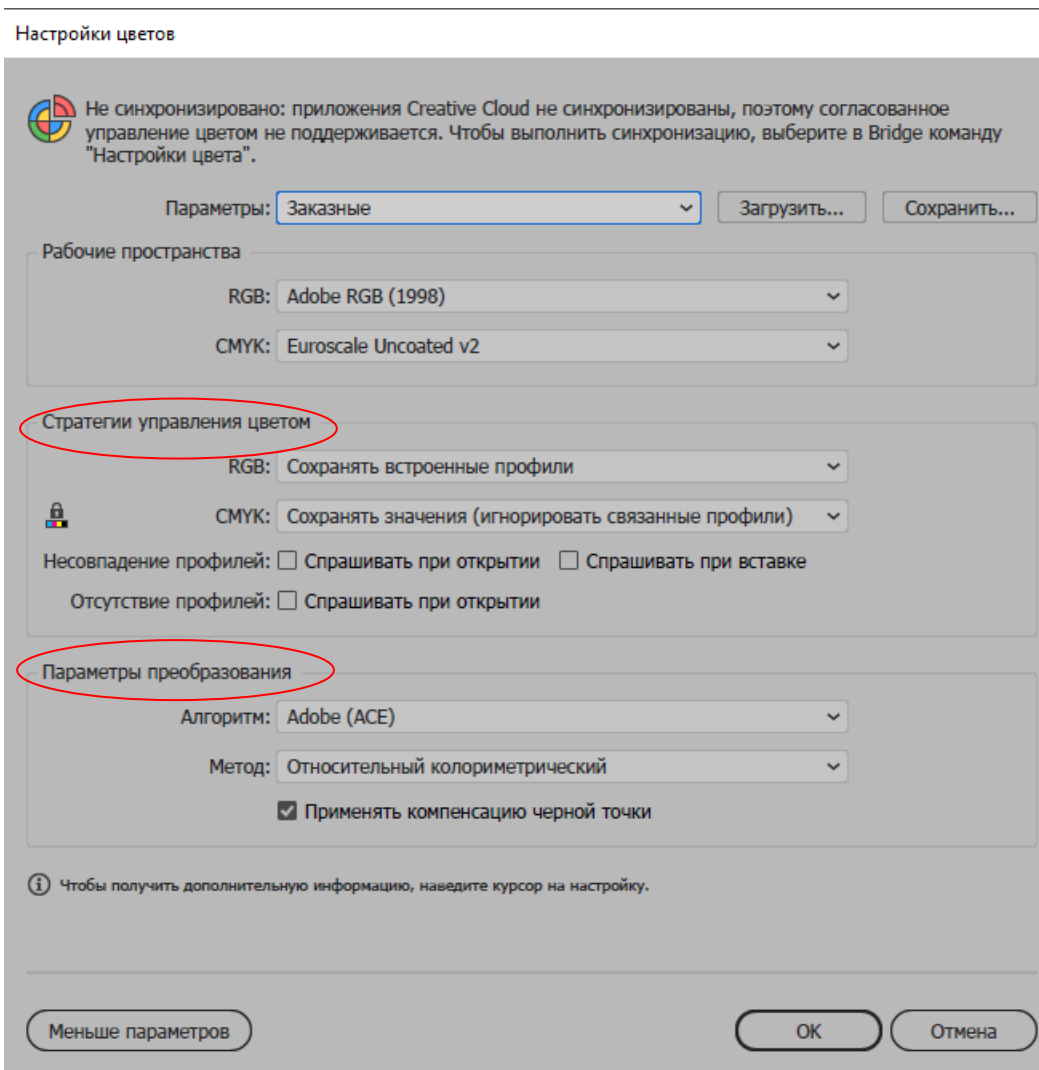 Настройки цветов
Не синхронизировано: приложения Creative Cloud не синхронизированы, поэтому согласованное
управление цветом не поддерживается. Чтобы выполнить синхронизацию, выберите в Bridge команду
"Настройки цвета".
Параметры: Заказные Загрузить... Сохранить...
Рабочие пространства
RGB: Adobe RGB (1998)
CMYK: Euroscale Uncoated v2
Стратегии управления цветом
RGB: Сохранять встроенные профили
CMYK: Сохранять значения (игнорировать связанные профили)
Несовпадение профилей: Спрашивать при открытии Спрашивать при вставке
Отсутствие профилей: Спрашивать при открытии
Параметры преобразования
Алгоритм: Adobe (ACE)
Метод: Относительный колориметрический
Применять компенсацию черной точки
Чтобы получить дополнительную информацию, наведите курсор на настройку.
Меньше параметров OK Отмена